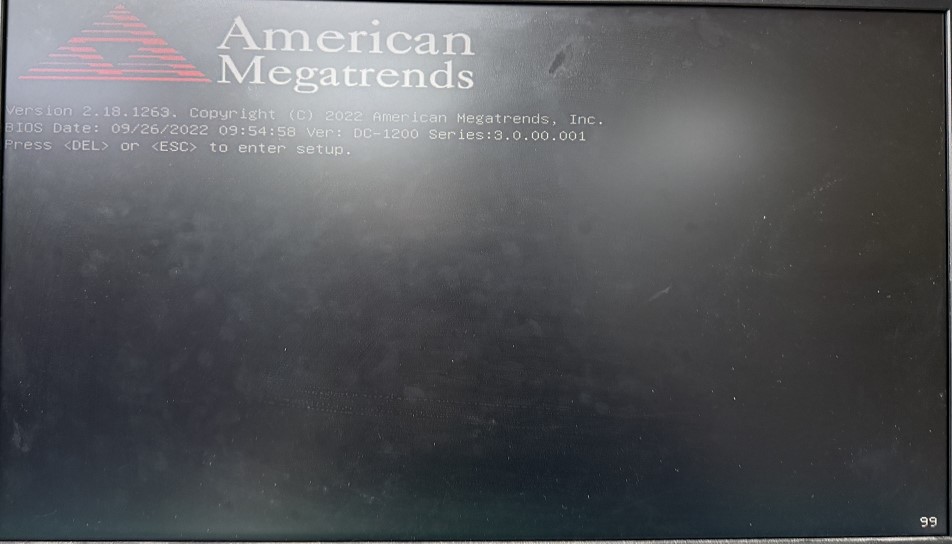 American
Megatrends
Version 2.18.1263. Copyright (C) 2022 American Megatrends, Inc.
BIOS Date: 09/26/2022 09:54:58 Ver: DC-1200 Series:3.0.00.001
Press <DEL> or <ESC> to enter setup.
99